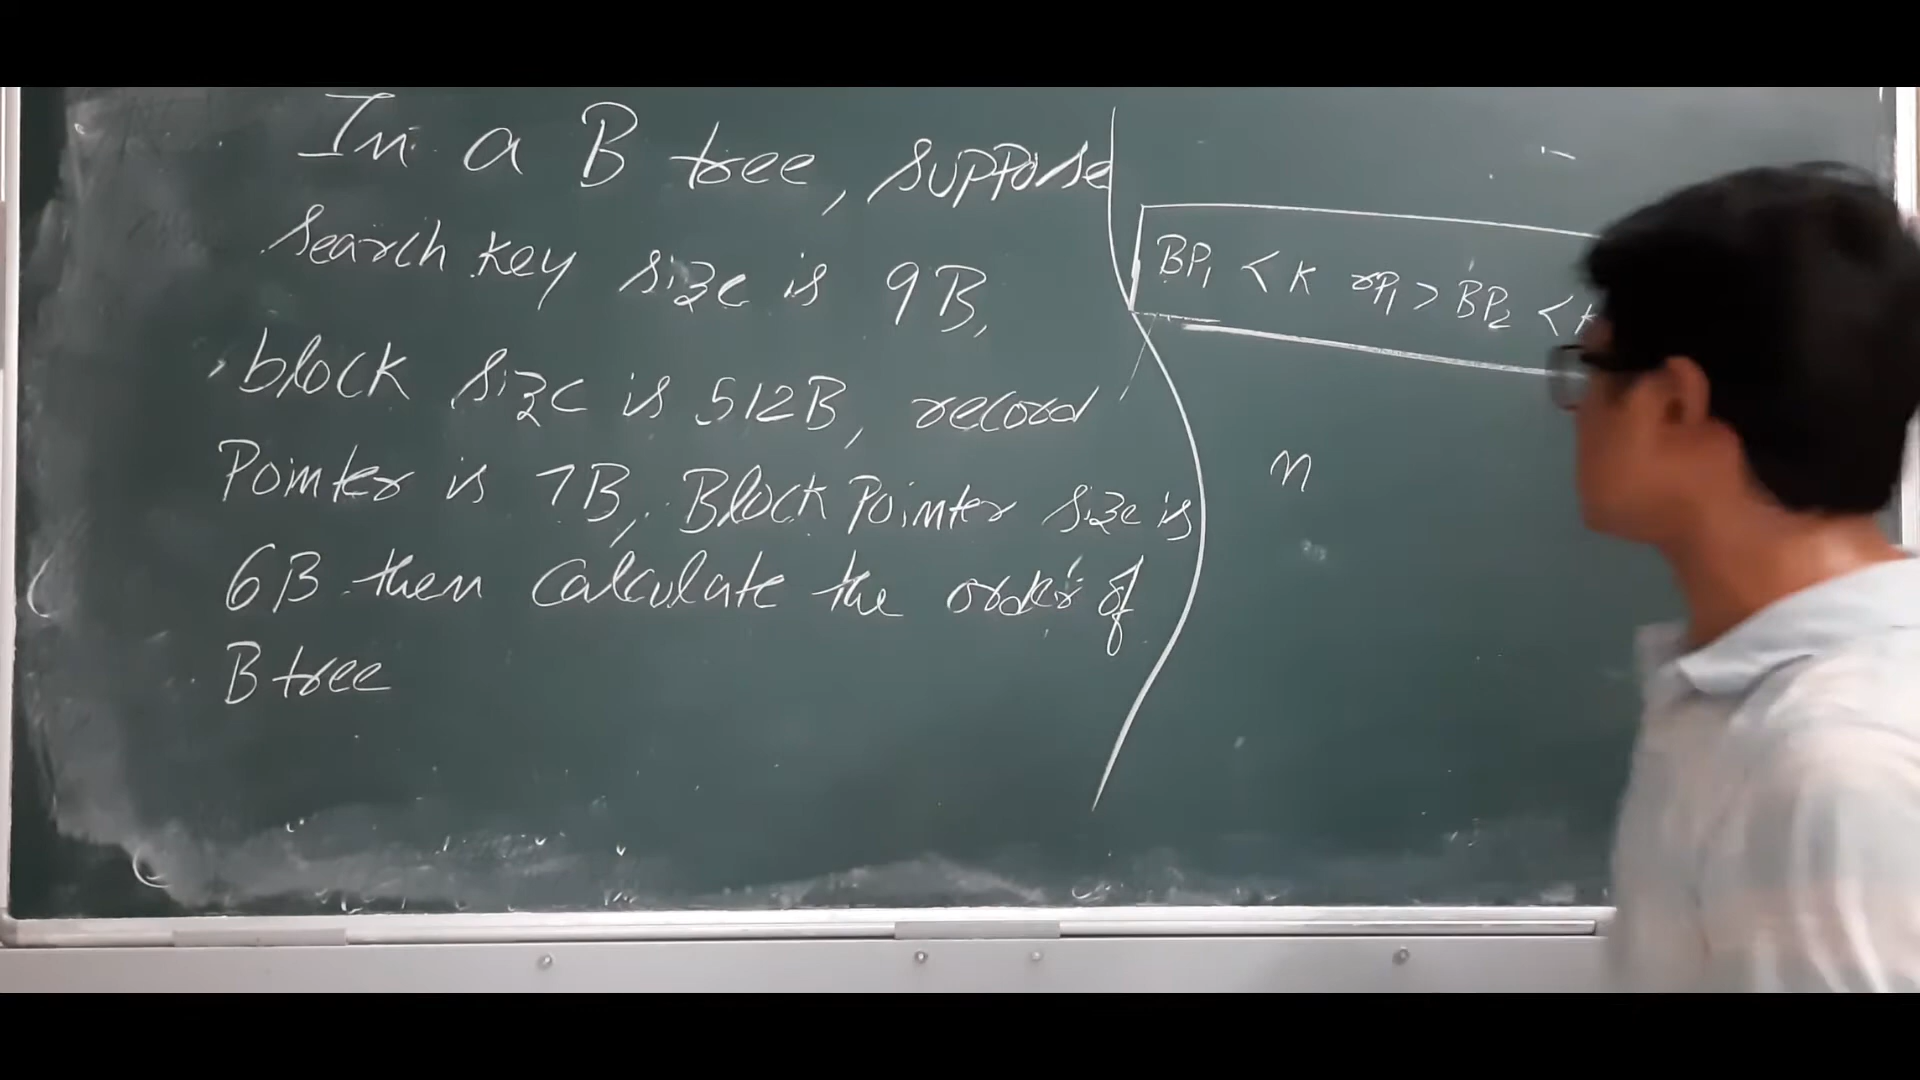 In a B tree, suppose
search key size is 9B,
block size is 512B, record
Pointer is 7B, Block Pointer size is
6B then calculate the order of
B tree
BP1 < K rP1 > BP2 <
n